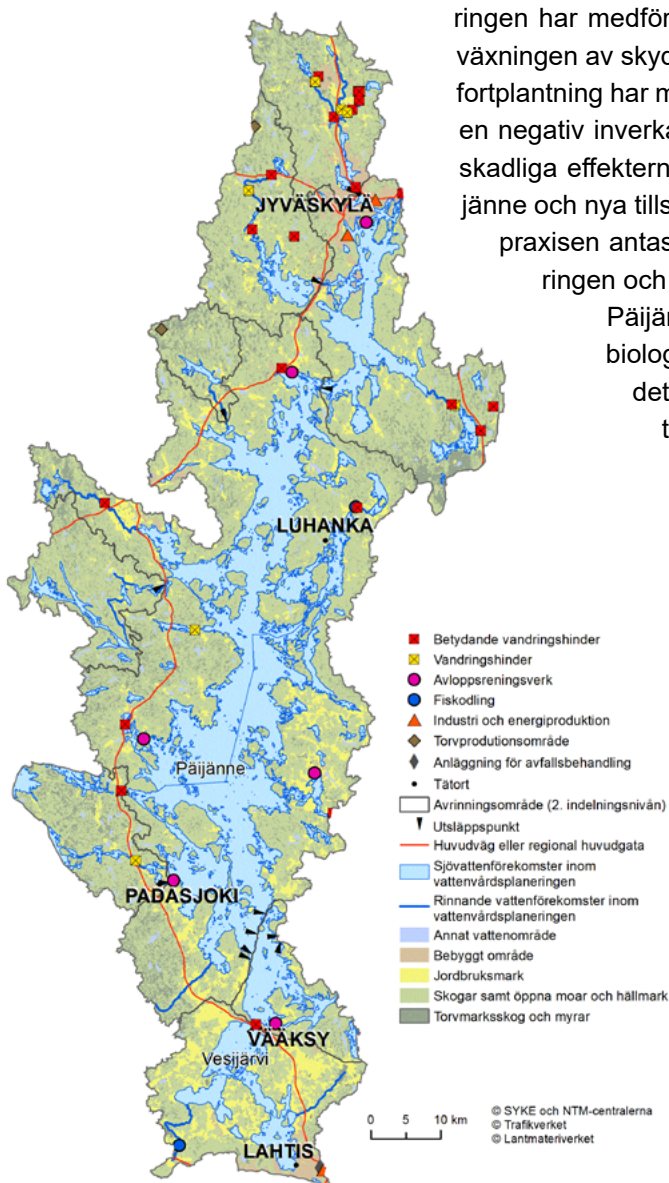 ringen har medför
växningen av skyd
fortplantning har m
en negativ inverka
skadliga effektern
jänne och nya tills
praxisen antas
ringen och
Päijän
biolog
det
t
JYVÄSKYLÄ
LUHANKA
Päijänne
PADASJOKI
VÄÄKSY
Vesijärvi
LAHTIS
Betydande vandringshinder
Vandringshinder
Avloppsreningsverk
Fiskodling
Industri och energiproduktion
Torvprodutionsområde
Anläggning för avfallsbehandling
Tätort
Avrinningsområde (2. indelningsnivån)
Utsläppspunkt
Huvudväg eller regional huvudgata
Sjövattenförekomster inom
vattenvårdsplaneringen
Rinnande vattenförekomster inom
vattenvårdsplaneringen
Annat vattenområde
Bebyggt område
Jordbruksmark
Skogar samt öppna moar och hällmark
Torvmarksskog och myrar
0 5 10 km
© SYKE och NTM-centralerna
© Trafikverket
© Lantmateriverket